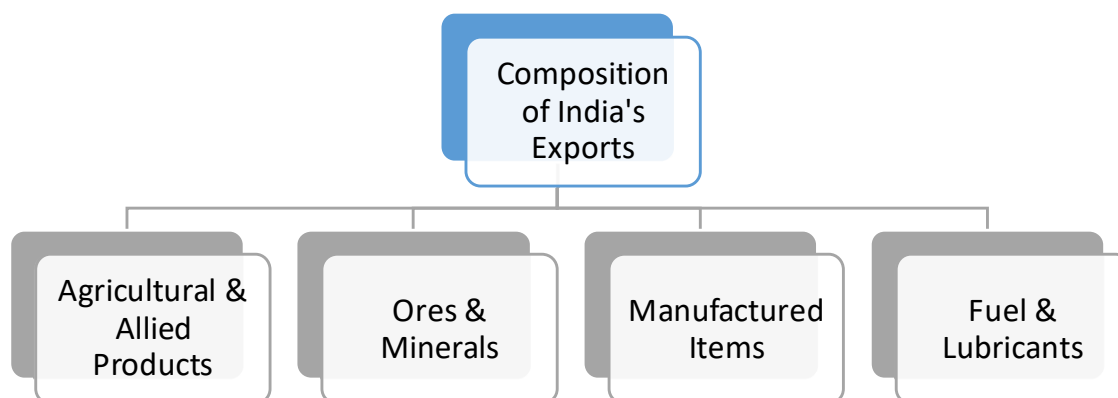 Composition
of India's
Exports
Agricultural &
Allied
Products
Ores &
Minerals
Manufactured
Items
Fuel &
Lubricants